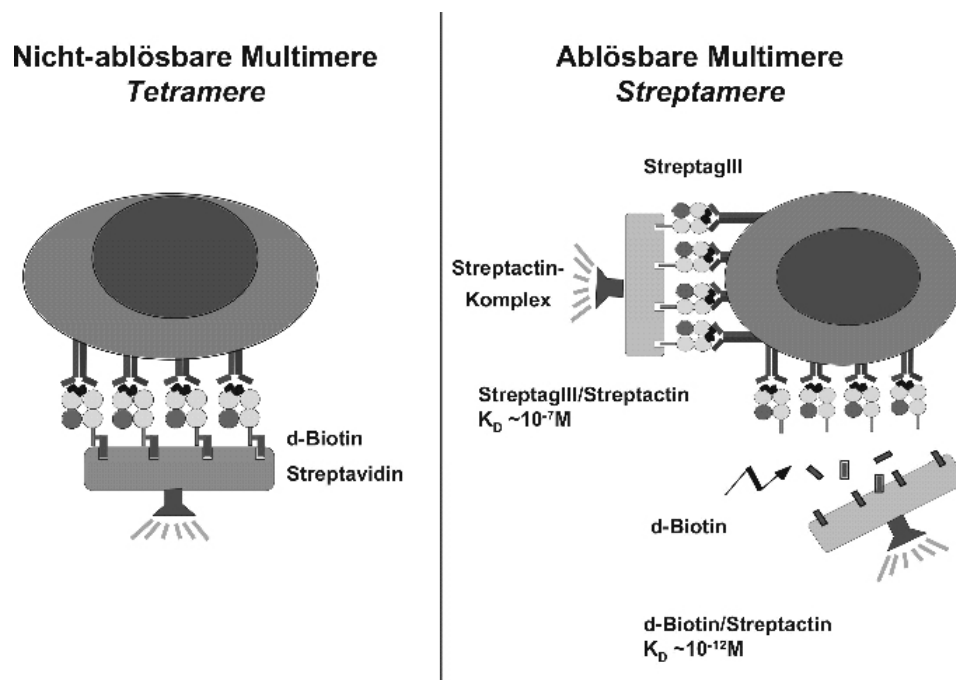 Nicht-ablösbare Multimere
Tetramere
d-Biotin
Streptavidin
Ablösbare Multimere
Streptamere
StreptagIII
Streptactin-
Komplex
StreptagIII/Streptactin
K_D ~10⁻⁷M
d-Biotin
d-Biotin/Streptactin
K_D ~10⁻¹²M